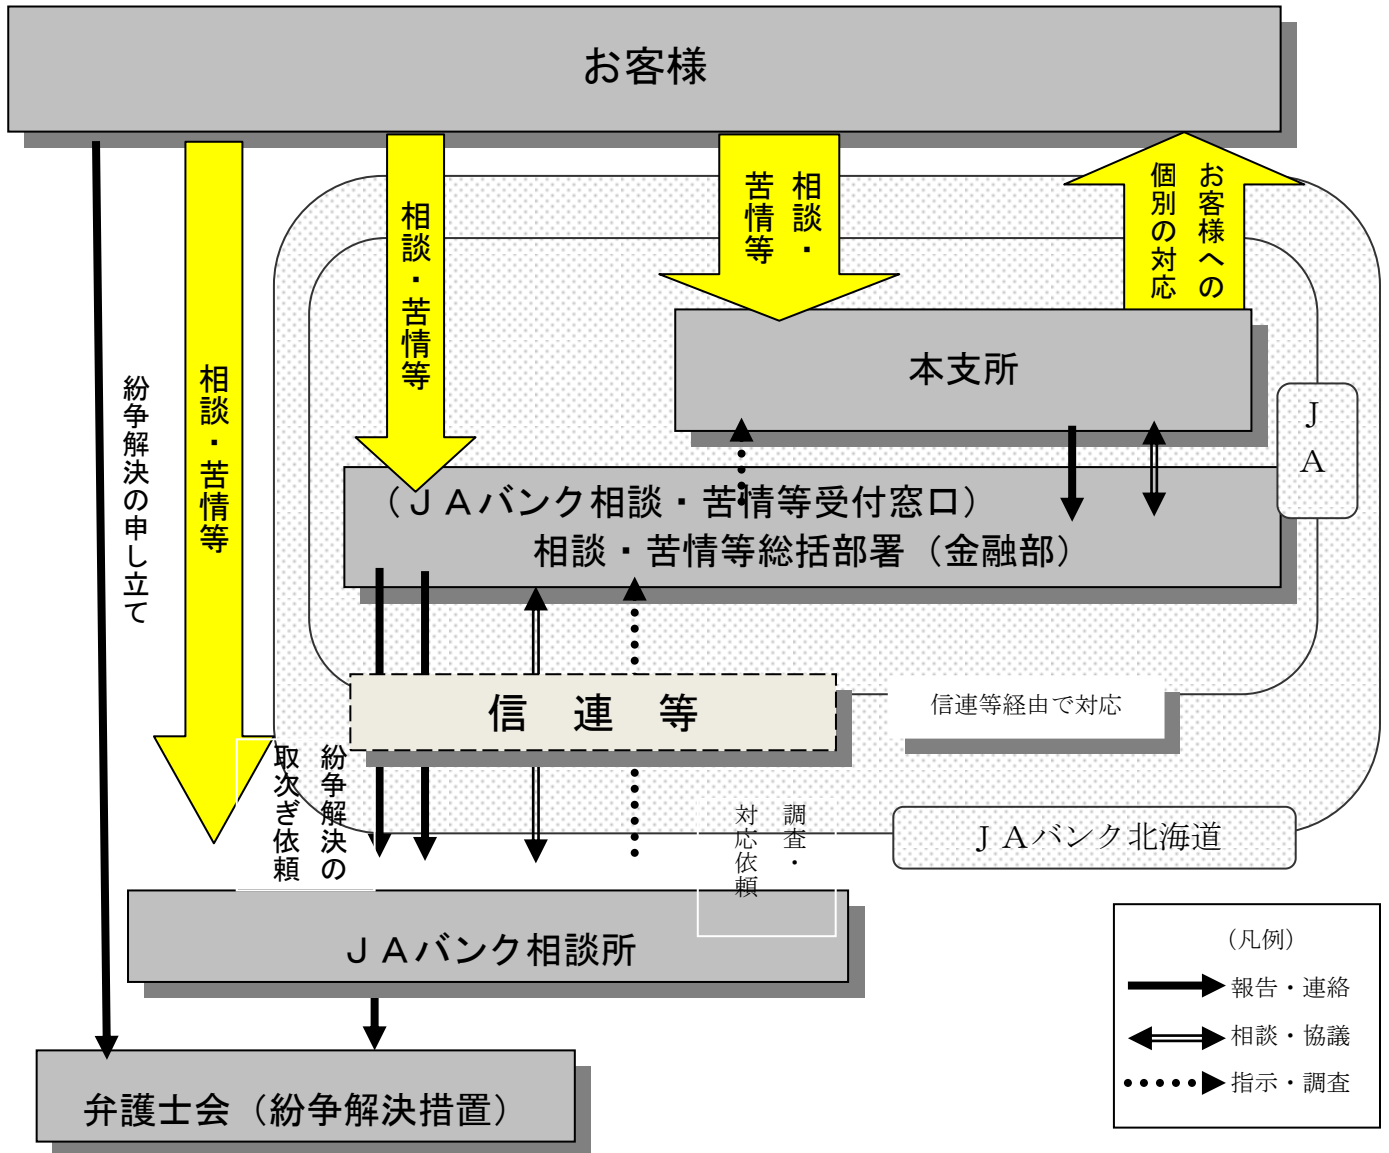 お客様
相談・苦情等
相談・苦情等
相談・
苦情等
お客様への
個別の対応
紛争解決の申し立て
本支所
ＪＡ
（ＪＡバンク相談・苦情等受付窓口）
相談・苦情等総括部署（金融部）
信　連　等
信連等経由で対応
紛争解決の
取次ぎ依頼
調査・
対応依頼
ＪＡバンク北海道
ＪＡバンク相談所
弁護士会（紛争解決措置）
（凡例）
報告・連絡
相談・協議
指示・調査